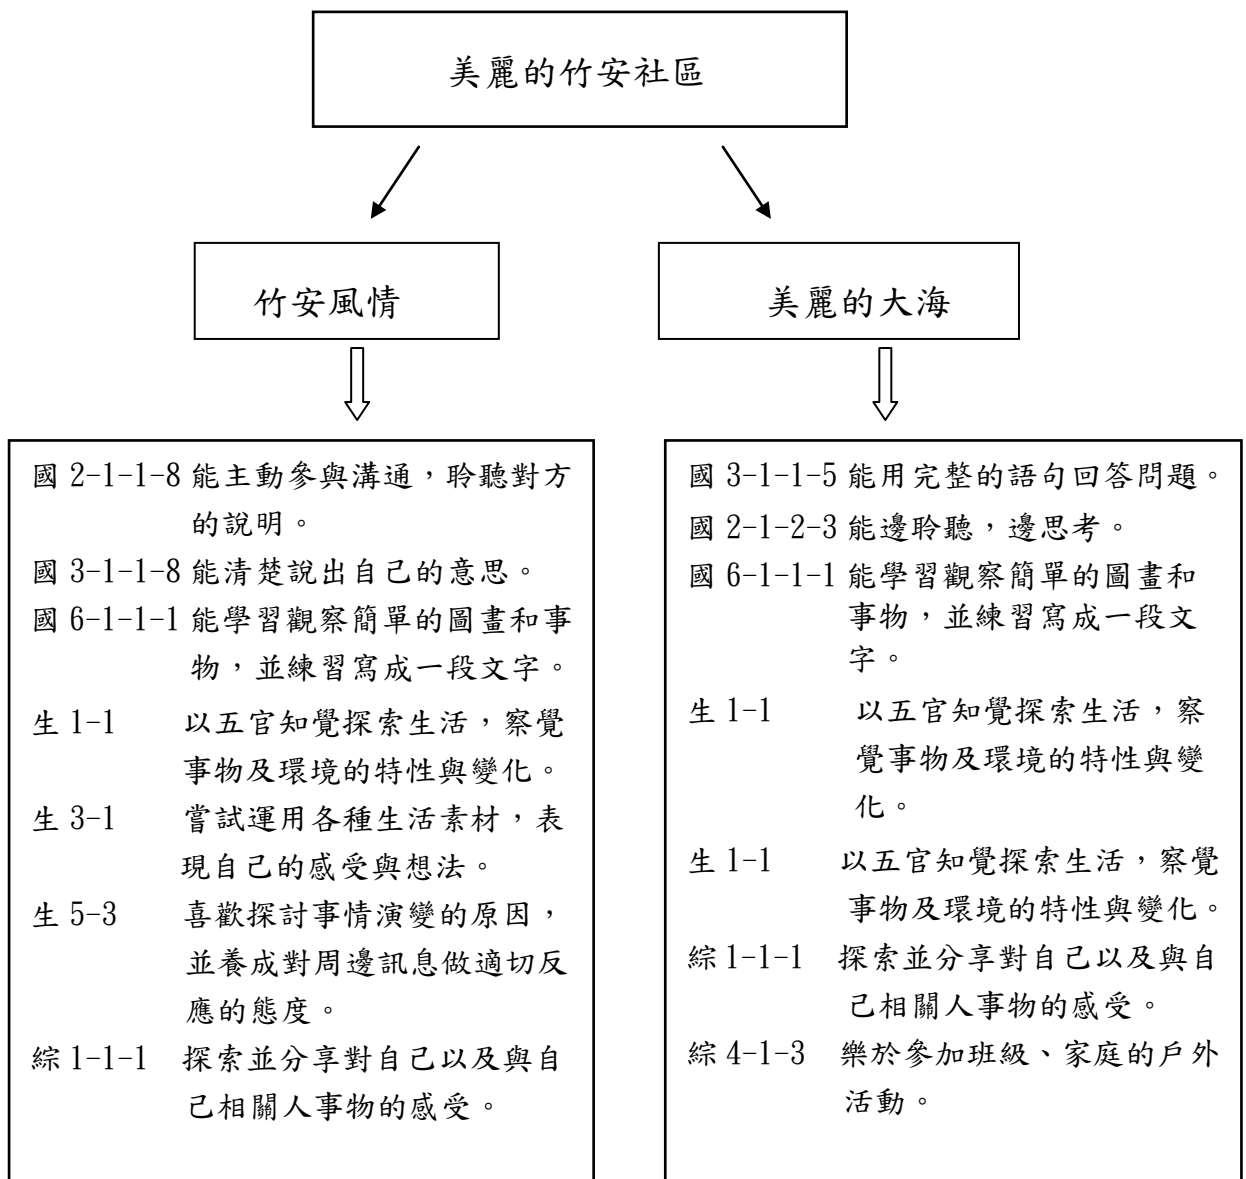 美麗的竹安社區
竹安風情
美麗的大海
國 2-1-1-8 能主動參與溝通，聆聽對方
的說明。
國 3-1-1-8 能清楚說出自己的意思。
國 6-1-1-1 能學習觀察簡單的圖畫和事
物，並練習寫成一段文字。
生 1-1 以五官知覺探索生活，察覺
事物及環境的特性與變化。
生 3-1 嘗試運用各種生活素材，表
現自己的感受與想法。
生 5-3 喜歡探討事情演變的原因，
並養成對周邊訊息做適切反
應的態度。
綜 1-1-1 探索並分享對自己以及與自
己相關人事物的感受。
國 3-1-1-5 能用完整的語句回答問題。
國 2-1-2-3 能邊聆聽，邊思考。
國 6-1-1-1 能學習觀察簡單的圖畫和
事物，並練習寫成一段文
字。
生 1-1 以五官知覺探索生活，察
覺事物及環境的特性與變
化。
生 1-1 以五官知覺探索生活，察覺
事物及環境的特性與變化。
綜 1-1-1 探索並分享對自己以及與自
己相關人事物的感受。
綜 4-1-3 樂於參加班級、家庭的戶外
活動。